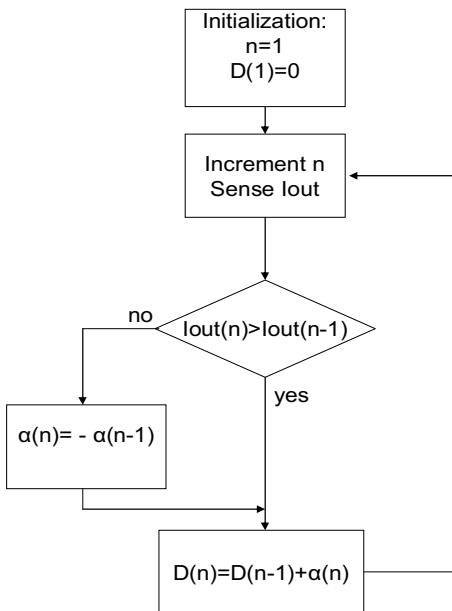 Initialization:
n=1
D(1)=0
Increment n
Sense Iout
Iout(n)>Iout(n-1)
no
yes
α(n)= - α(n-1)
D(n)=D(n-1)+α(n)